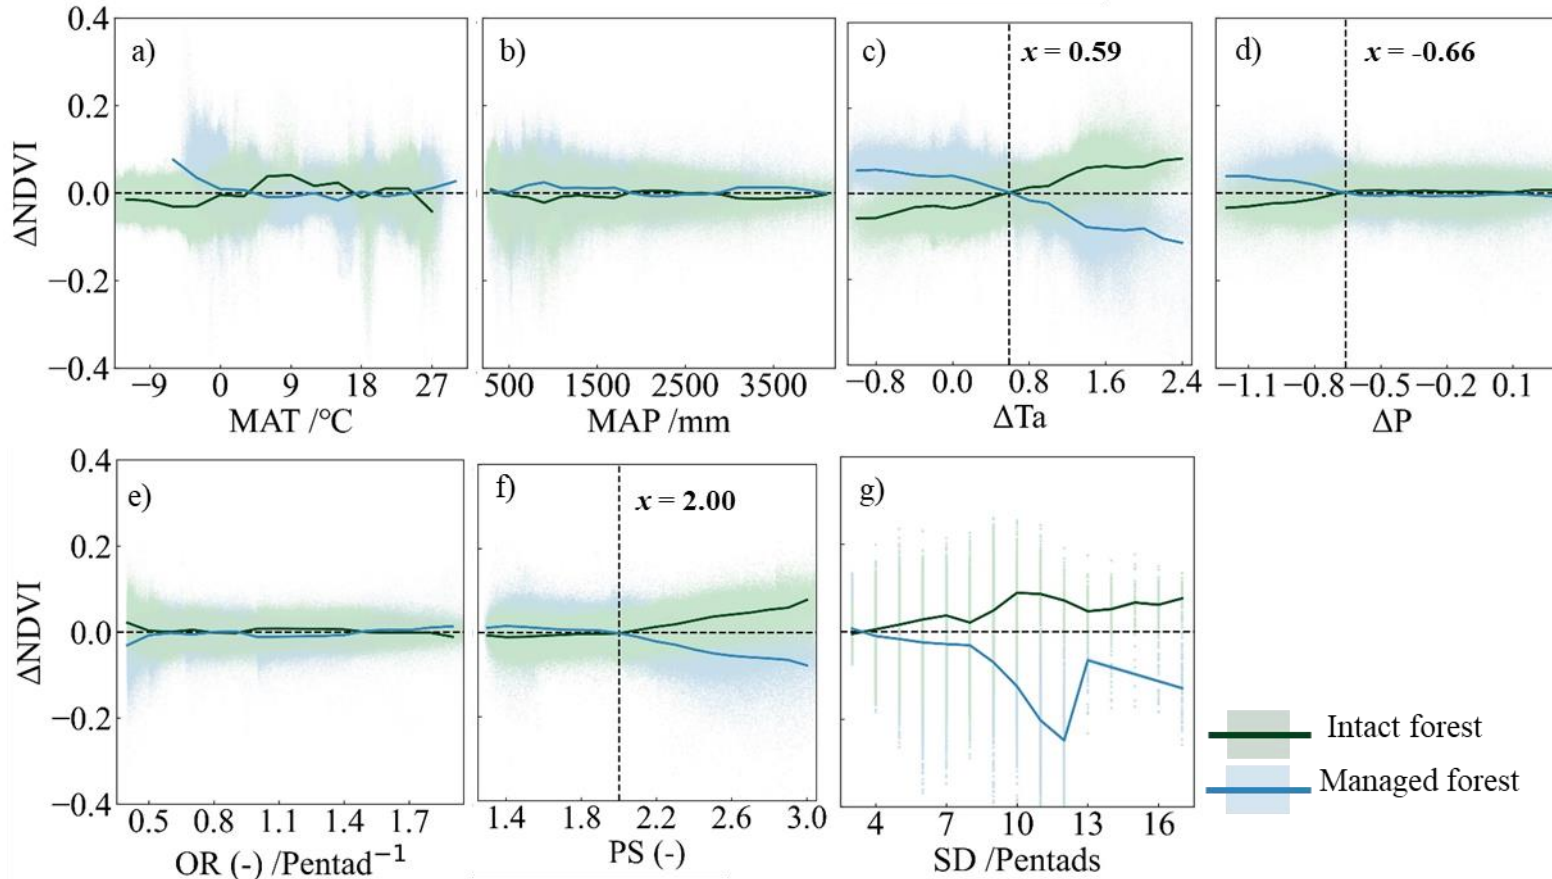 a)
b)
c)
x = 0.59
d)
x = -0.66
ΔNDVI
0.4
0.2
0.0
−0.2
−0.4
−9 0 9 18 27
MAT /°C
500 1500 2500 3500
MAP /mm
−0.8 0.0 0.8 1.6 2.4
ΔTa
−1.1 −0.8 −0.5 −0.2 0.1
ΔP
e)
f)
x = 2.00
g)
ΔNDVI
0.4
0.2
0.0
−0.2
−0.4
0.5 0.8 1.1 1.4 1.7
OR (-) /Pentad⁻¹
1.4 1.8 2.2 2.6 3.0
PS (-)
4 7 10 13 16
SD /Pentads
Intact forest
Managed forest